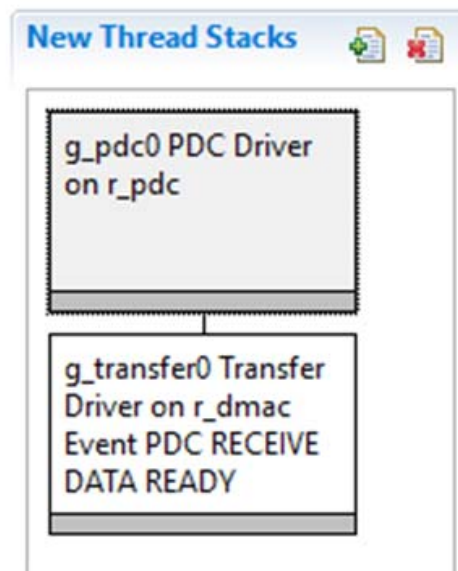 New Thread Stacks
g_pdc0 PDC Driver
on r_pdc
g_transfer0 Transfer
Driver on r_dmac
Event PDC RECEIVE
DATA READY